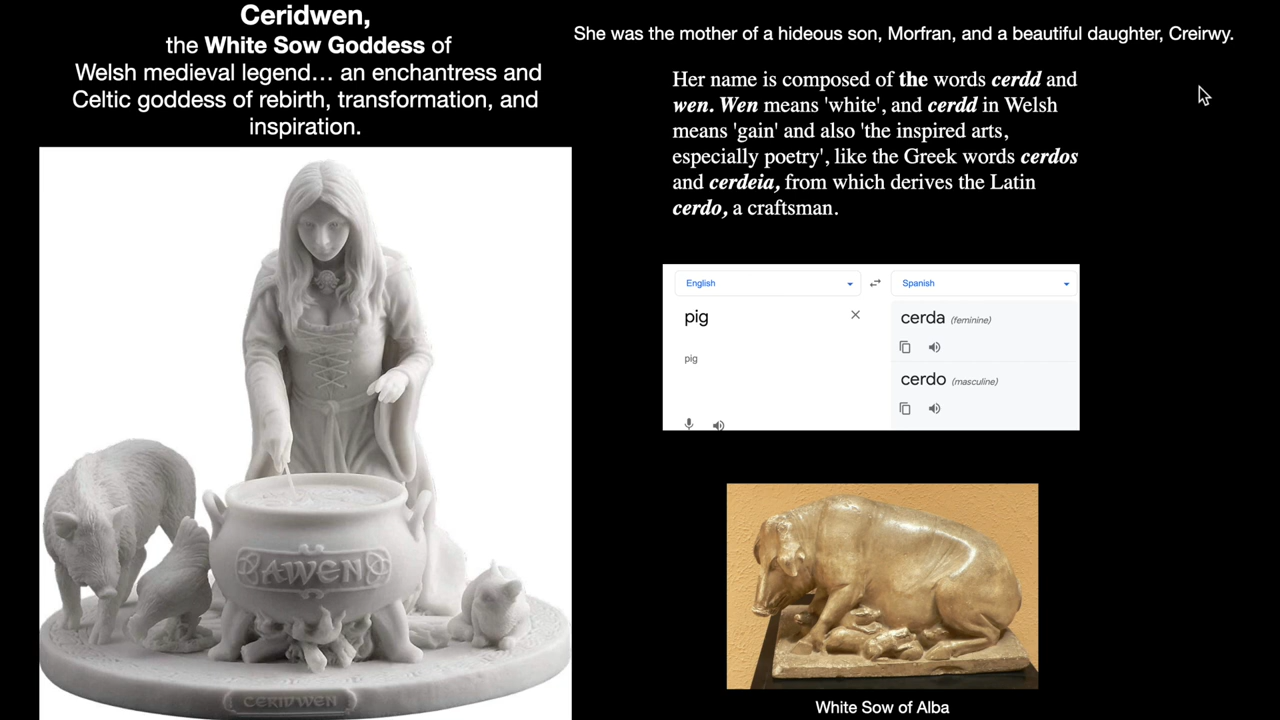 Ceridwen,
the White Sow Goddess of
Welsh medieval legend... an enchantress and
Celtic goddess of rebirth, transformation, and
inspiration.
AWEN
CERIDWEN
She was the mother of a hideous son, Morfran, and a beautiful daughter, Creirwy.
Her name is composed of the words cerdd and
wen. Wen means 'white', and cerdd in Welsh
means 'gain' and also 'the inspired arts,
especially poetry', like the Greek words cerdos
and cerdeia, from which derives the Latin
cerdo, a craftsman.
English
Spanish
pig
pig
cerda (feminine)
cerdo (masculine)
White Sow of Alba